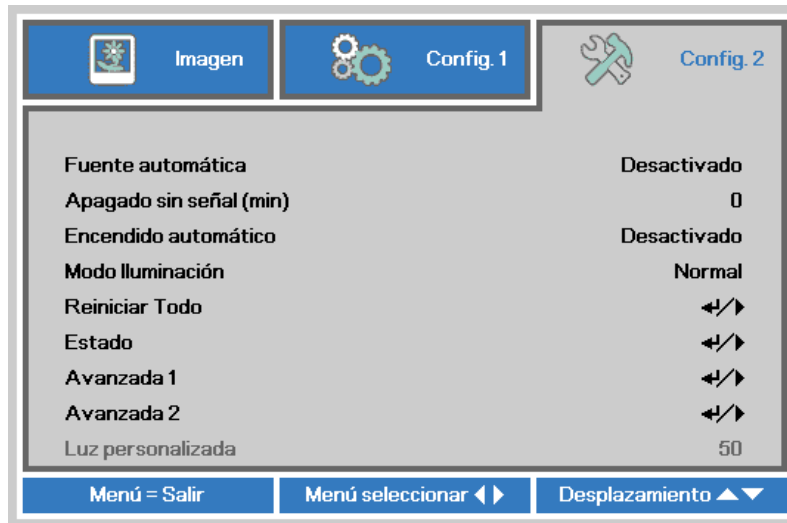 Imagen Config. 1 Config. 2
Fuente automática Desactivado
Apagado sin señal (min) 0
Encendido automático Desactivado
Modo Iluminación Normal
Reiniciar Todo
Estado
Avanzada 1
Avanzada 2
Luz personalizada 50
Menú = Salir Menú seleccionar Desplazamiento